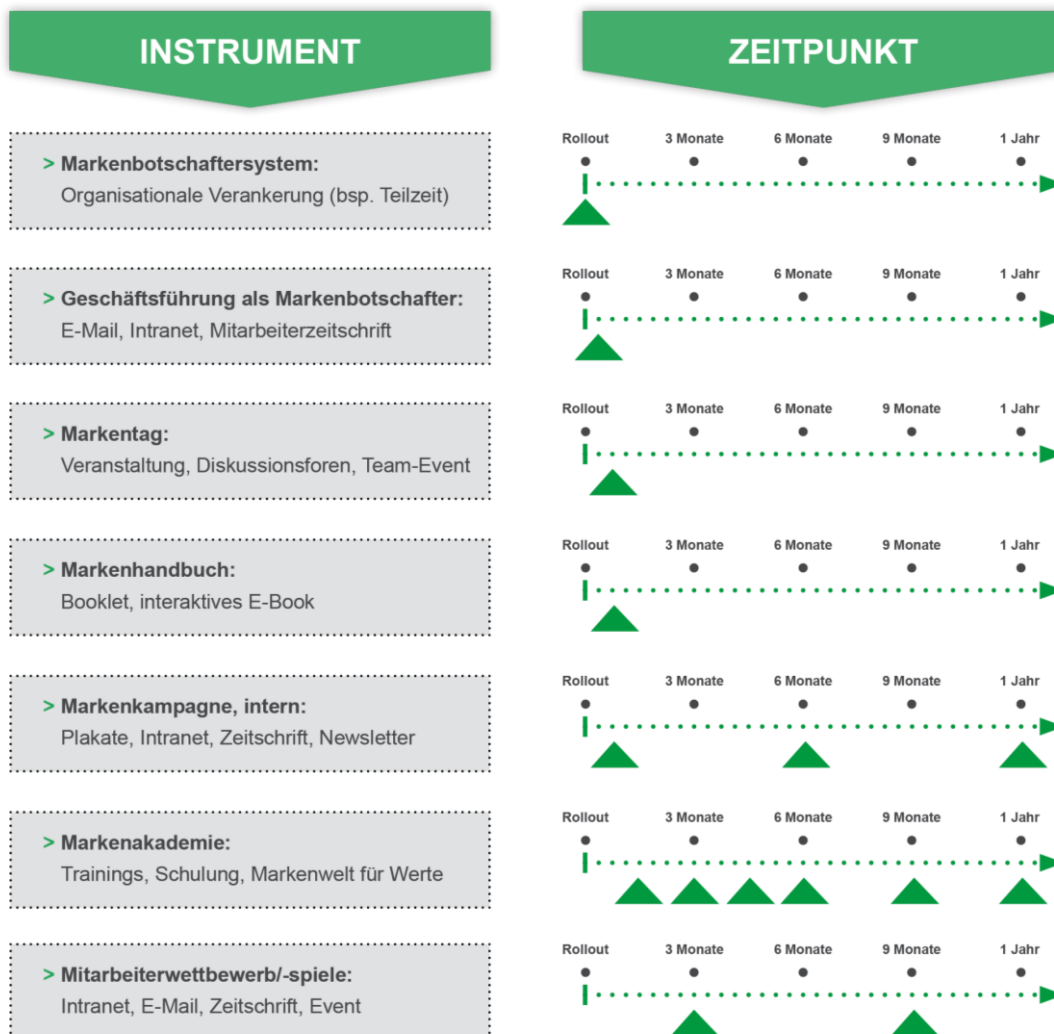 INSTRUMENT
ZEITPUNKT
> Markenbotschaftersystem:
Organisationale Verankerung (bsp. Teilzeit)
Rollout 3 Monate 6 Monate 9 Monate 1 Jahr
> Geschäftsführung als Markenbotschafter:
E-Mail, Intranet, Mitarbeiterzeitschrift
Rollout 3 Monate 6 Monate 9 Monate 1 Jahr
> Markentag:
Veranstaltung, Diskussionsforen, Team-Event
Rollout 3 Monate 6 Monate 9 Monate 1 Jahr
> Markenhandbuch:
Booklet, interaktives E-Book
Rollout 3 Monate 6 Monate 9 Monate 1 Jahr
> Markenkampagne, intern:
Plakate, Intranet, Zeitschrift, Newsletter
Rollout 3 Monate 6 Monate 9 Monate 1 Jahr
> Markenakademie:
Trainings, Schulung, Markenwelt für Werte
Rollout 3 Monate 6 Monate 9 Monate 1 Jahr
> Mitarbeiterwettbewerb/-spiele:
Intranet, E-Mail, Zeitschrift, Event
Rollout 3 Monate 6 Monate 9 Monate 1 Jahr